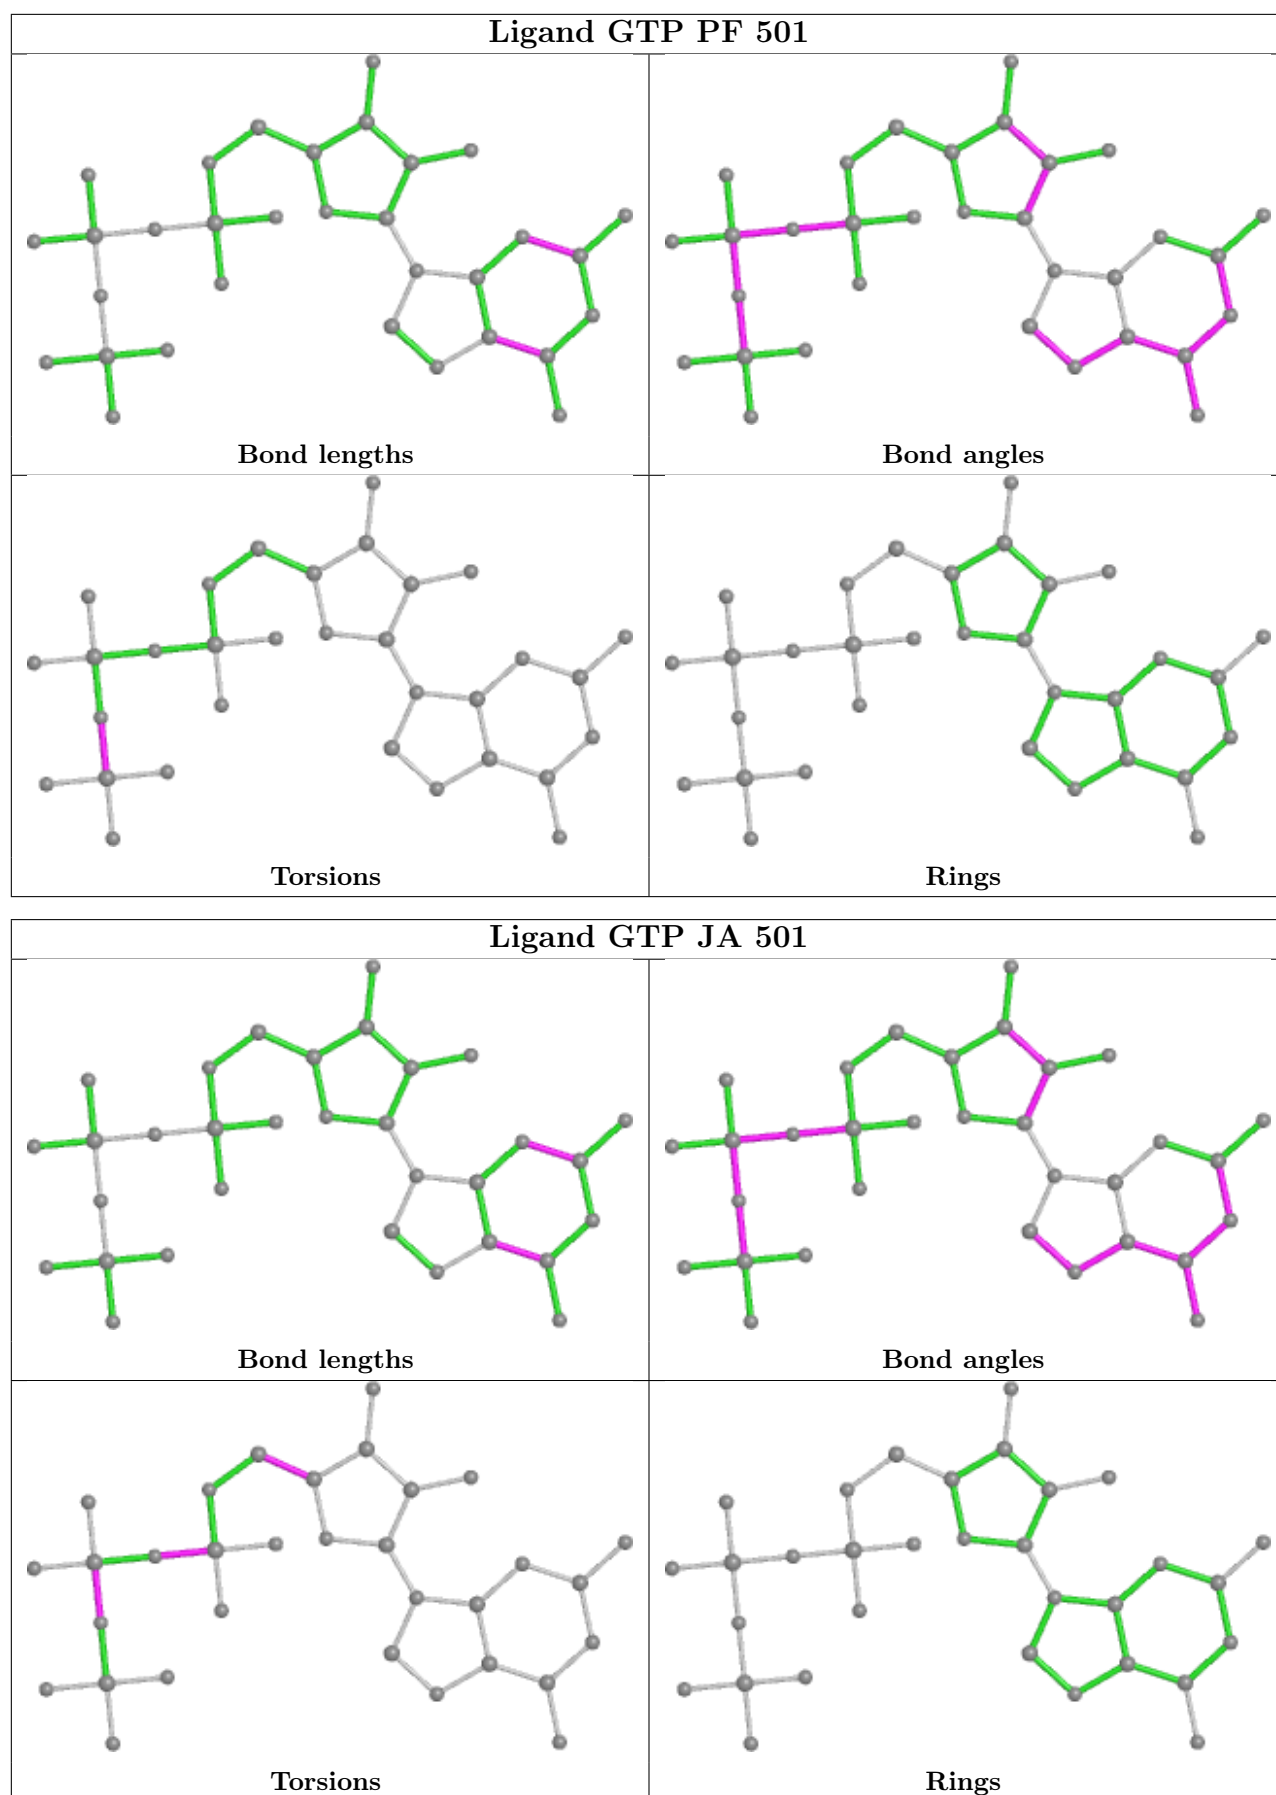 Ligand GTP PF 501
Bond lengths
Bond angles
Torsions
Rings
Ligand GTP JA 501
Bond lengths
Bond angles
Torsions
Rings